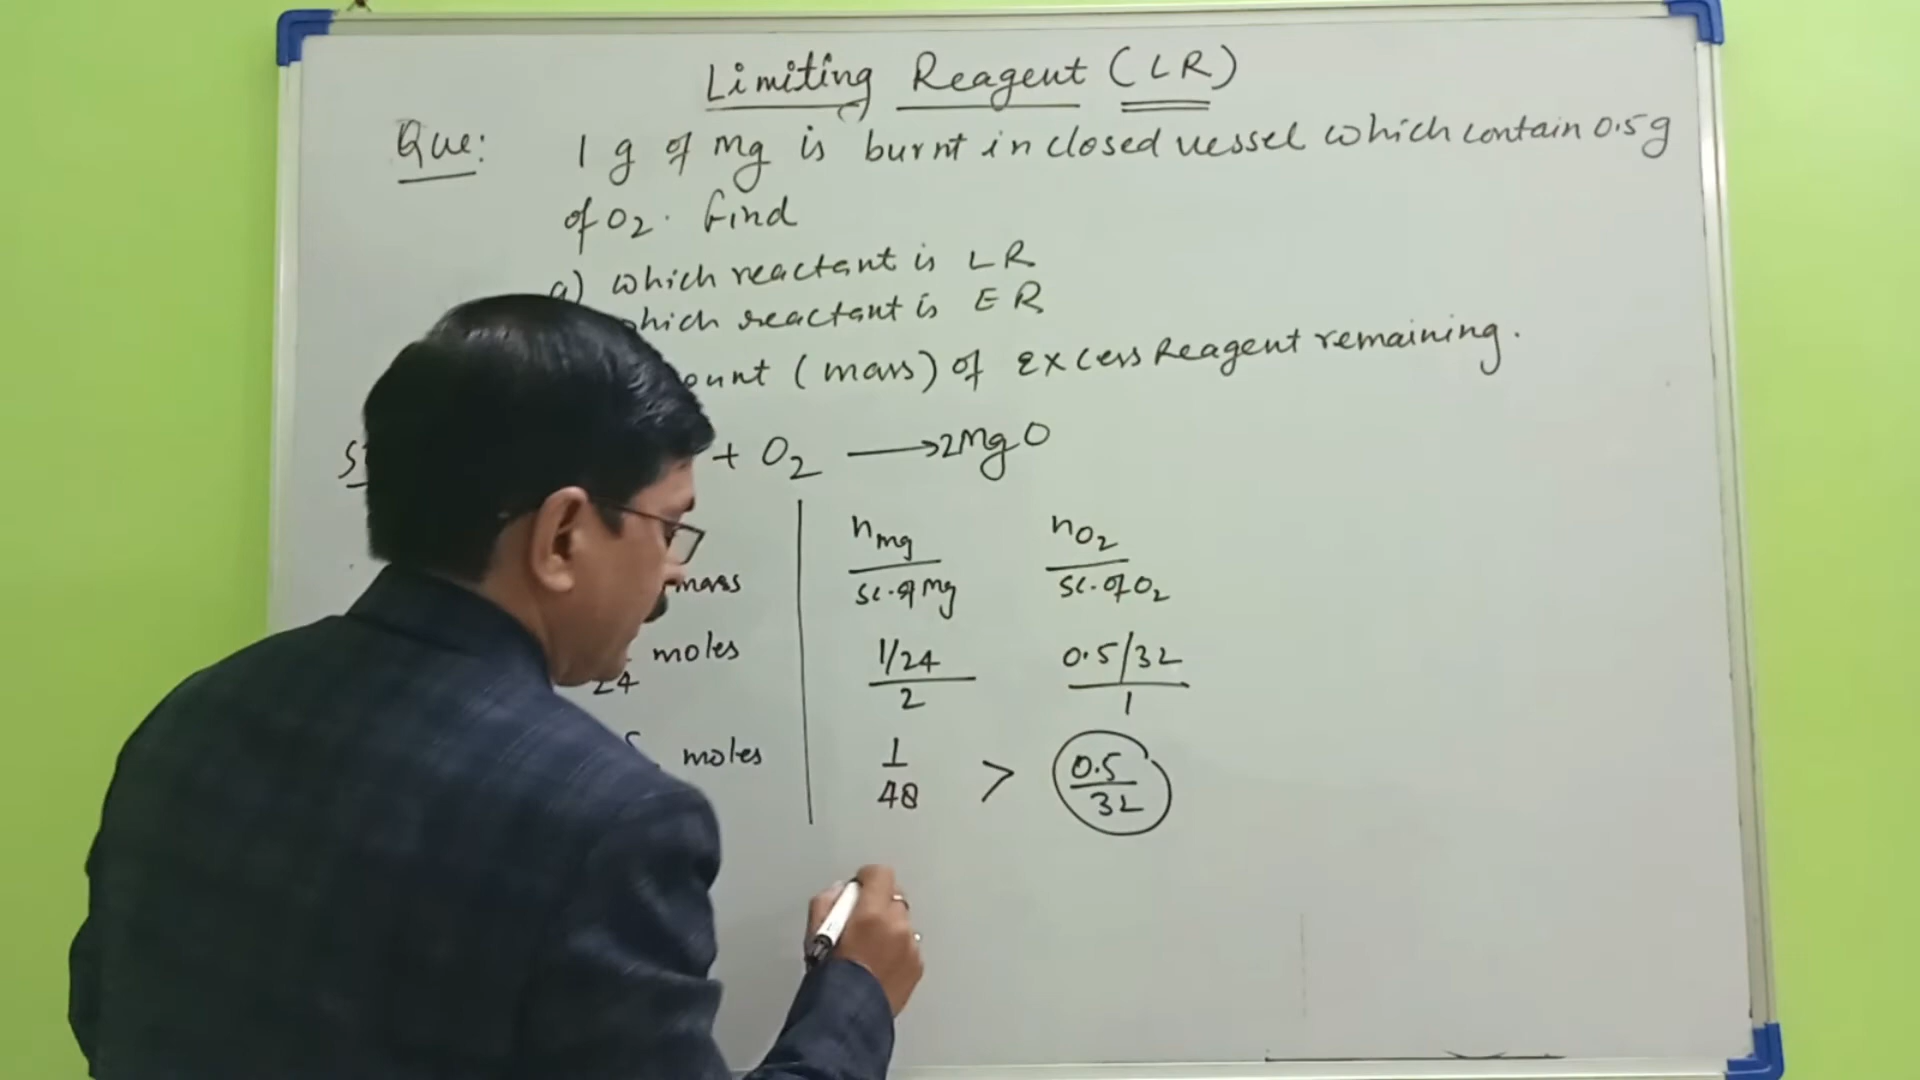 Limiting Reagent (LR)
Que: 1 g of mg is burnt in closed vessel which contain 0.5g
of O2. find
a) which reactant is LR
which reactant is ER
ount (mass) of excess Reagent remaining.
+ O2 → 2MgO
nmg nO2
mass sc. of mg sc. of O2
moles 1/24 0.5/32
24 2 1
moles 1 > 0.5
48 32